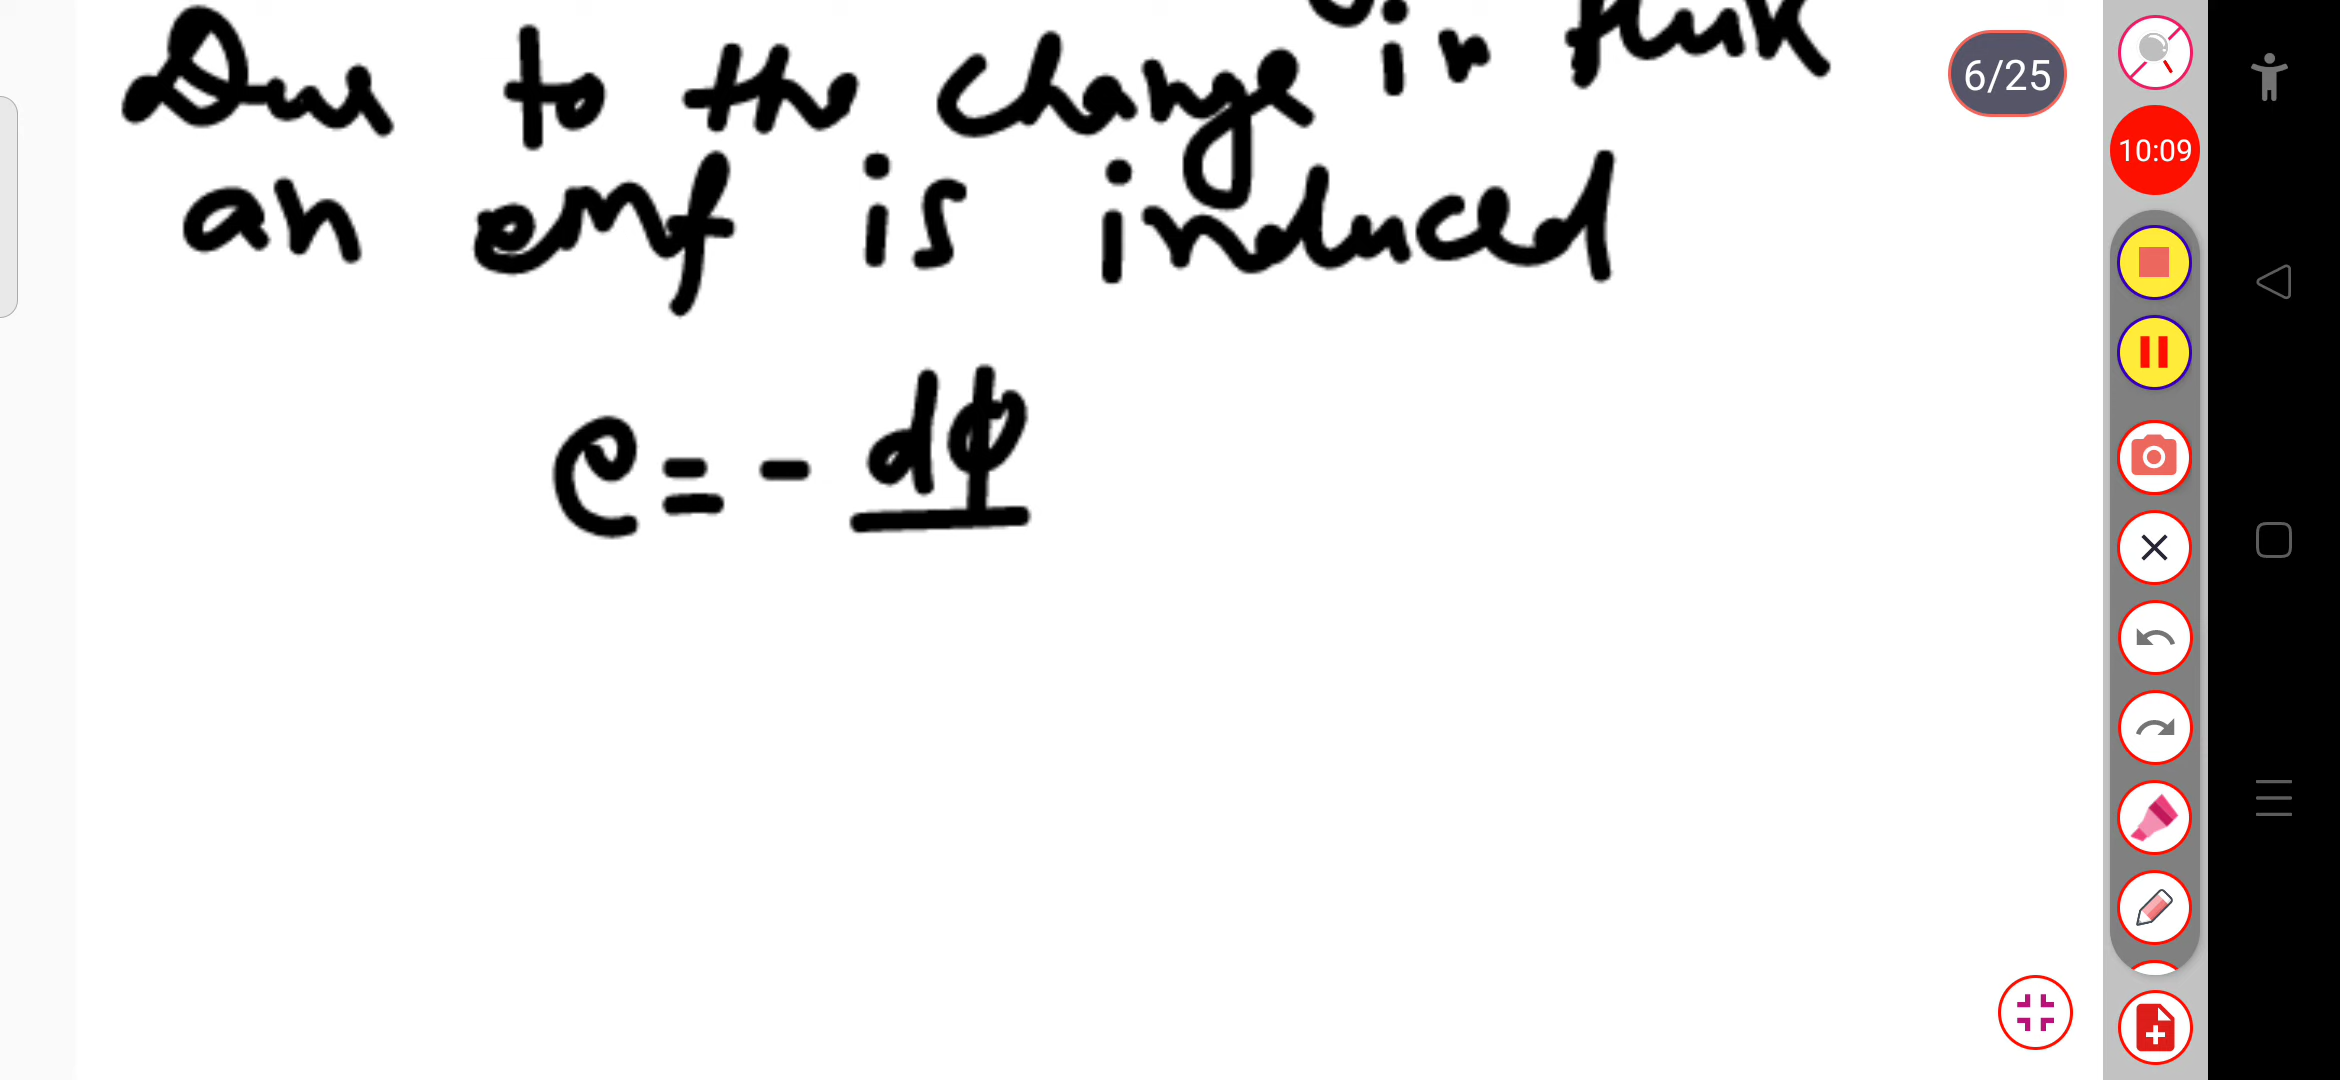 Due to the change in flux
6/25
10:09
an emf is induced
e = - dϕ